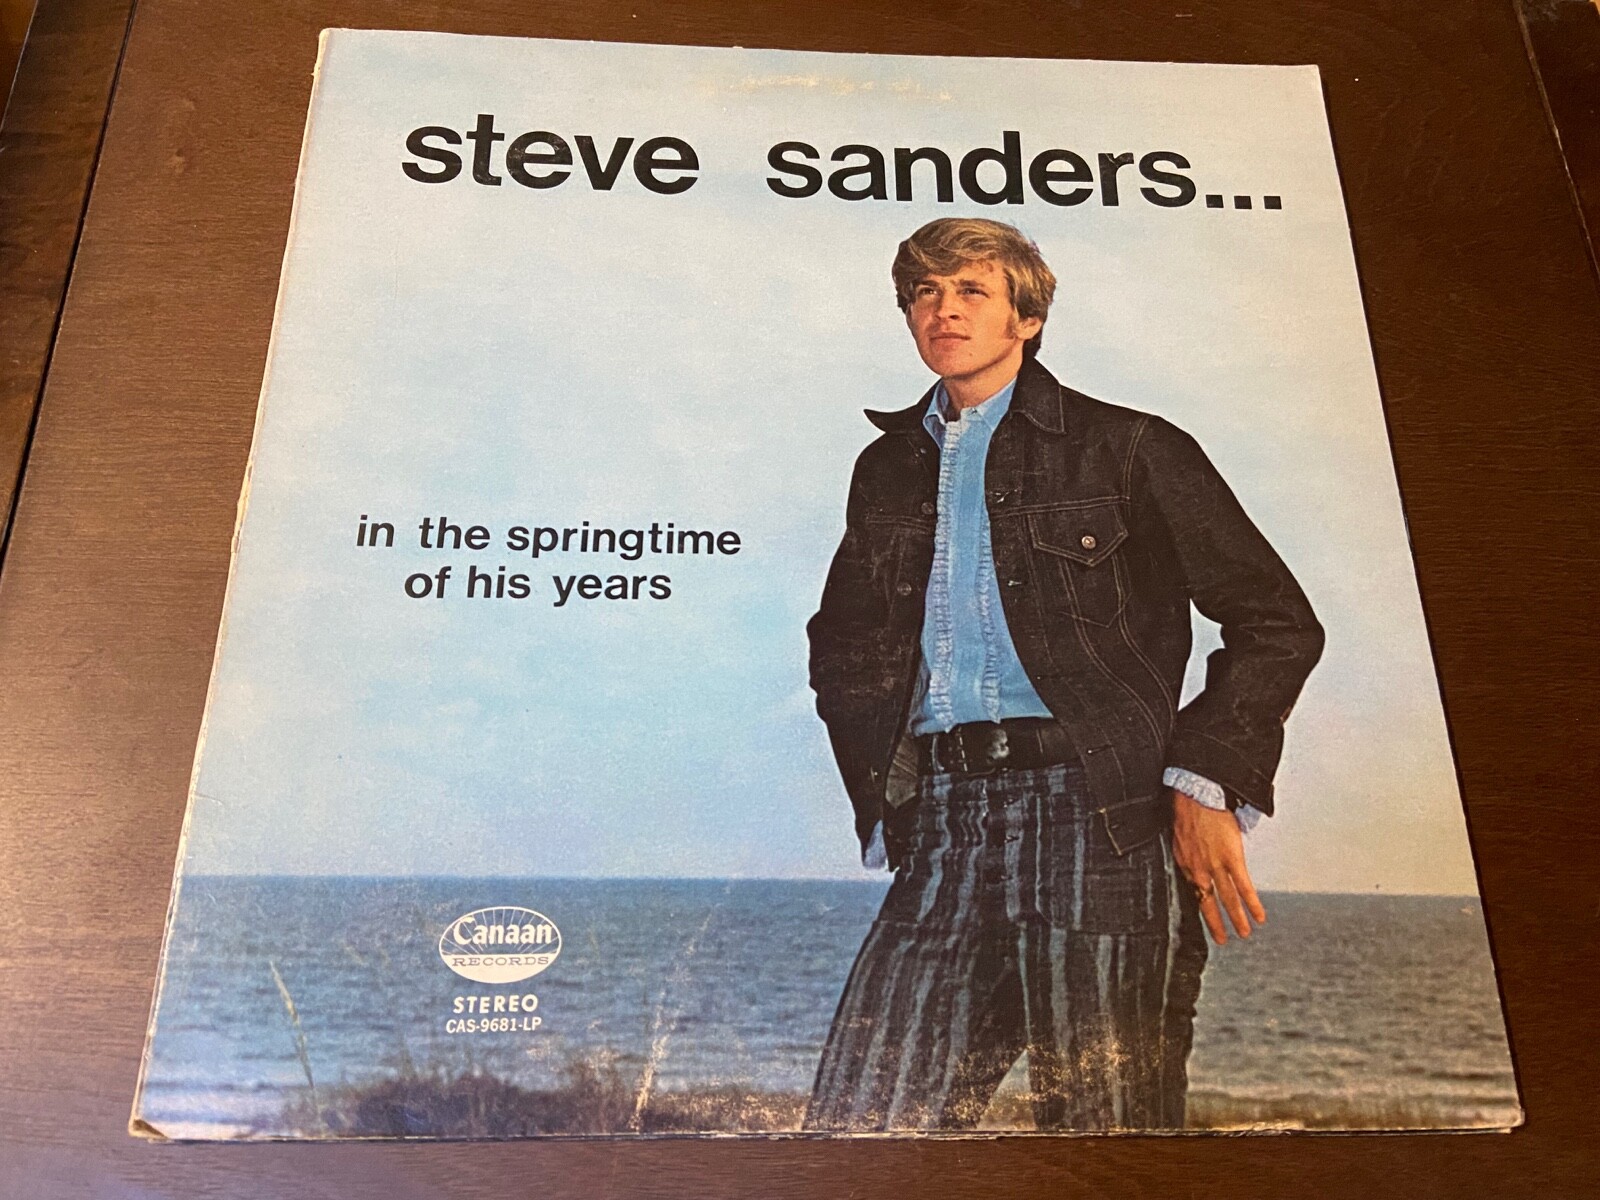 steve sanders...
in the springtime
of his years
Canaan
RECORDS
STEREO
CAS-9681-LP